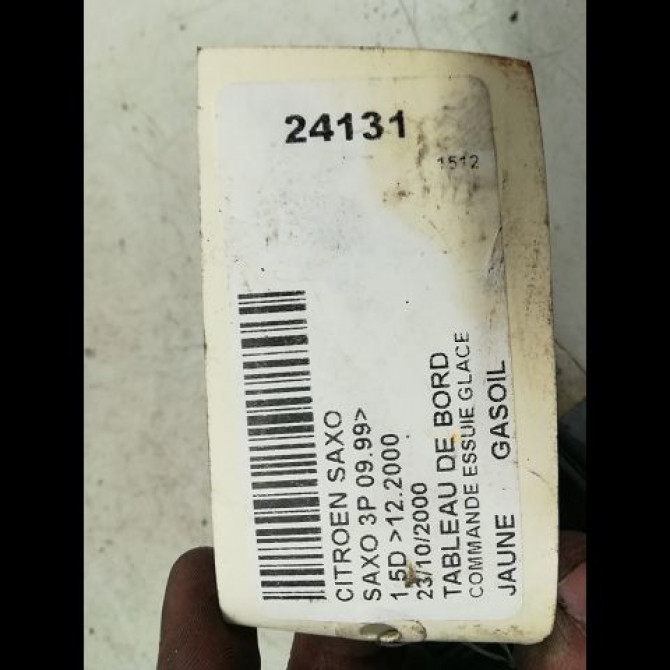 24131
1512
CITROEN SAXO
SAXO 3P 09.99>
1.5D >12.2000
23/10/2000
TABLEAU DE BORD
COMMANDE ESSUIE GLACE
JAUNE GASOIL